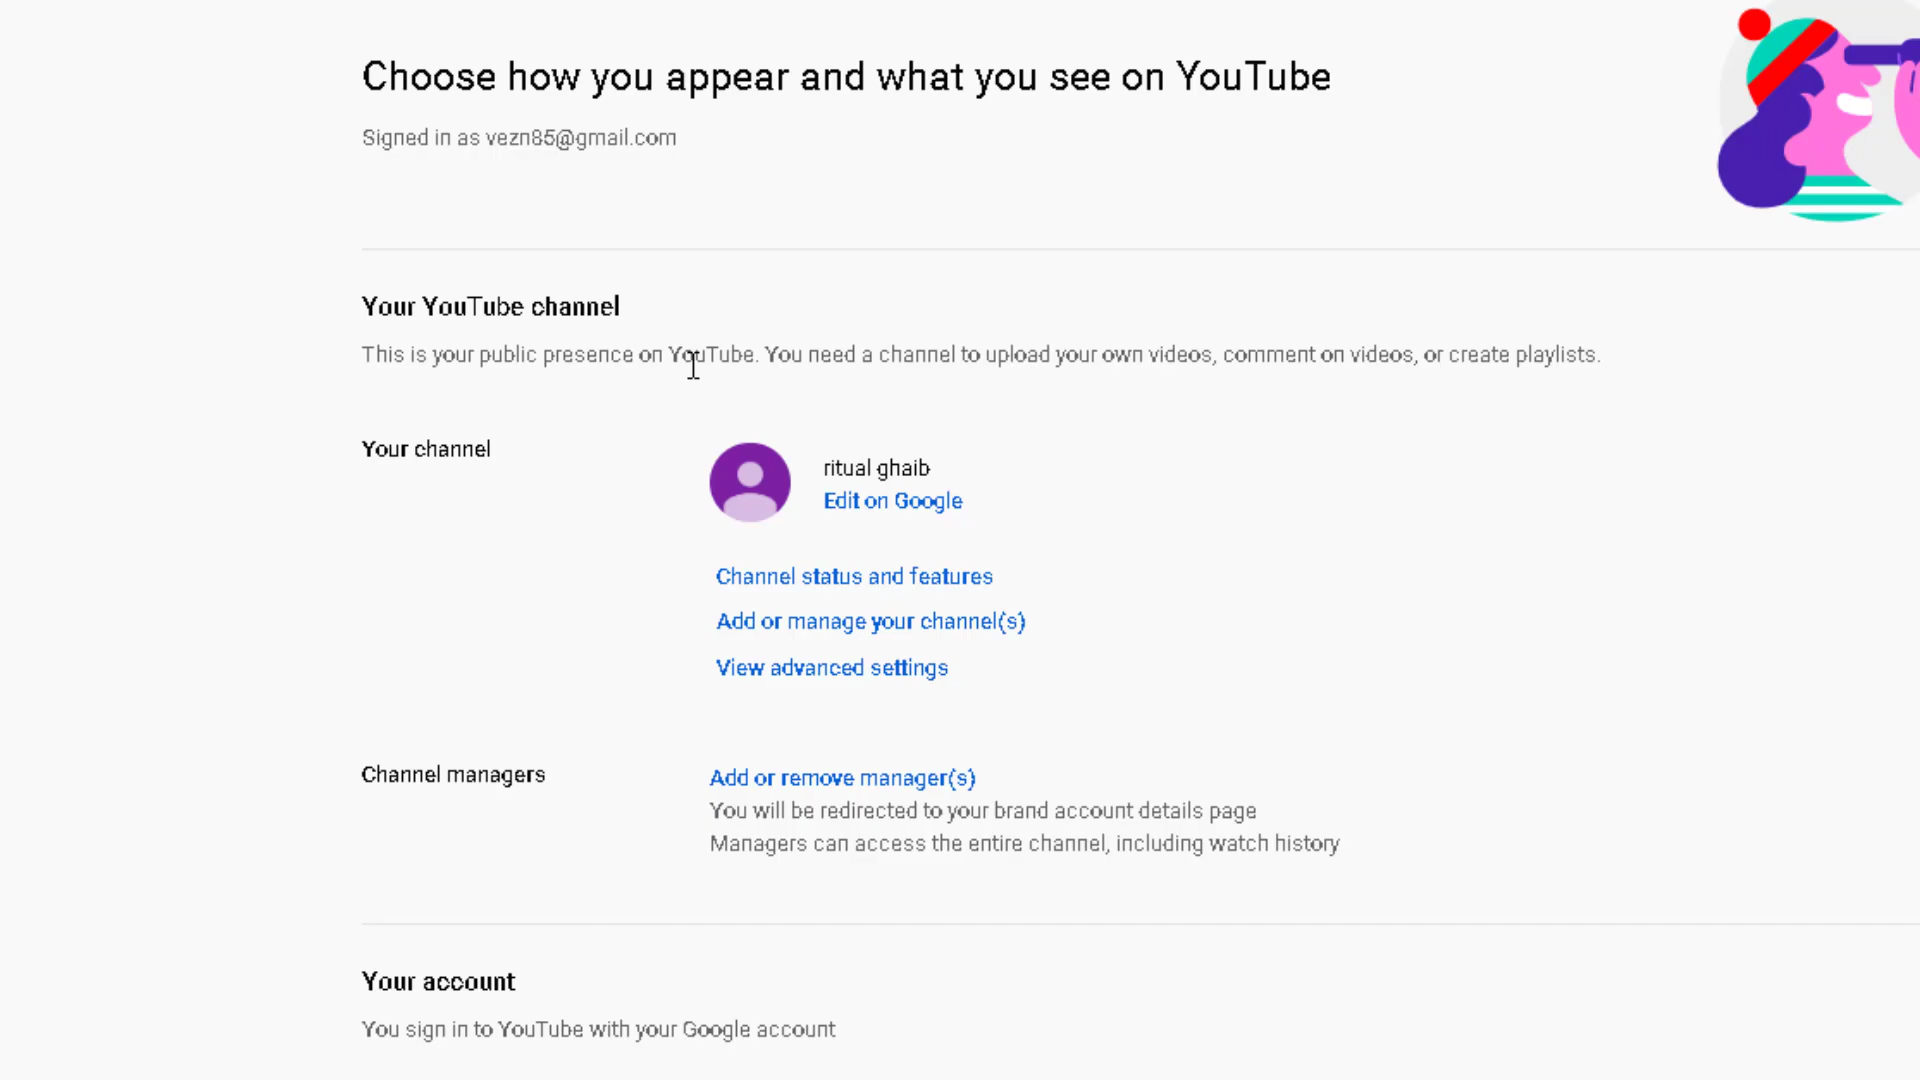 Choose how you appear and what you see on YouTube
Signed in as vezn85@gmail.com
Your YouTube channel
This is your public presence on YouTube. You need a channel to upload your own videos, comment on videos, or create playlists.
Your channel
ritual ghaib
Edit on Google
Channel status and features
Add or manage your channel(s)
View advanced settings
Channel managers
Add or remove manager(s)
You will be redirected to your brand account details page
Managers can access the entire channel, including watch history
Your account
You sign in to YouTube with your Google account